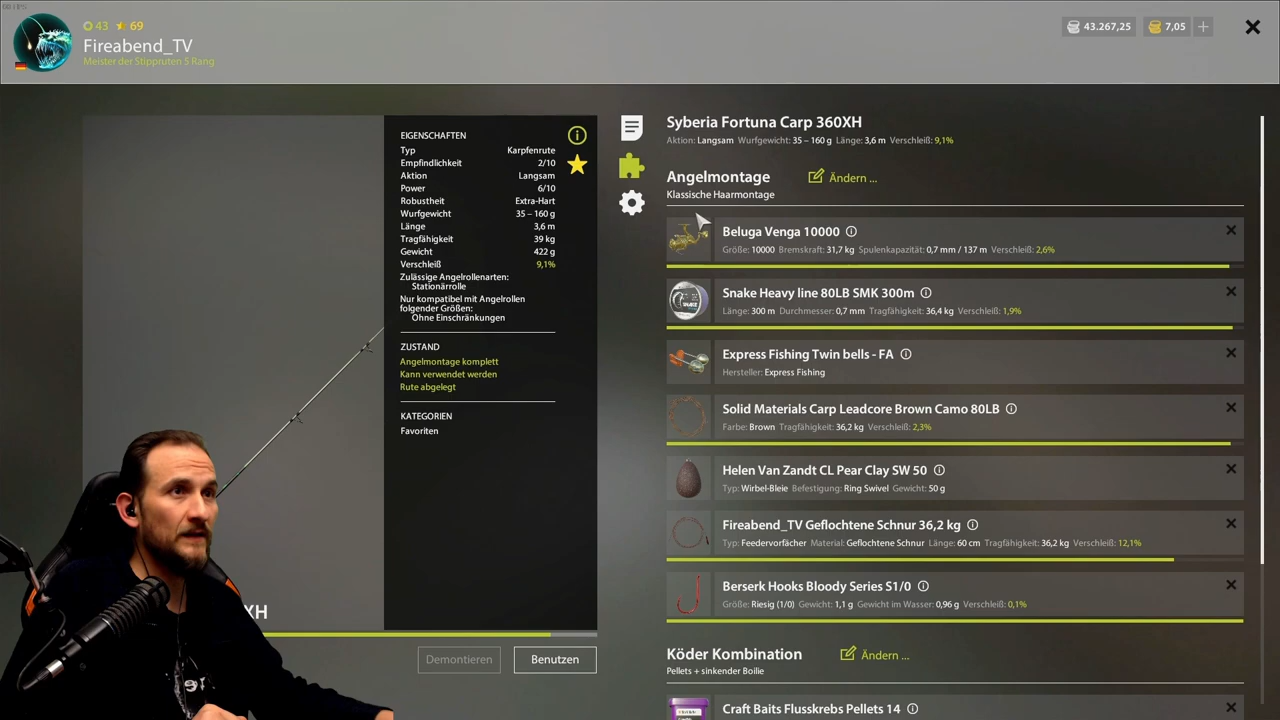 43 69
Fireabend_TV
Meister der Stippruten 5 Rang
43.267,25 7,05
EIGENSCHAFTEN
Typ Karpfenrute
Empfindlichkeit 2/10
Aktion Langsam
Power 6/10
Robustheit Extra-Hart
Wurfgewicht 35 – 160 g
Länge 3,6 m
Tragfähigkeit 39 kg
Gewicht 422 g
Verschleiß 9,1%
Zulässige Angelrollenarten:
Stationärrolle
Nur kompatibel mit Angelrollen
folgender Größen:
Ohne Einschränkungen
ZUSTAND
Angelmontage komplett
Kann verwendet werden
Rute abgelegt
KATEGORIEN
Favoriten
XH
Demontieren Benutzen
Syberia Fortuna Carp 360XH
Aktion: Langsam Wurfgewicht: 35 – 160 g Länge: 3,6 m Verschleiß: 9,1%
Angelmontage Ändern ...
Klassische Haarmontage
Beluga Venga 10000
Größe: 10000 Bremskraft: 31,7 kg Spulenkapazität: 0,7 mm / 137 m Verschleiß: 2,6%
Snake Heavy line 80LB SMK 300m
Länge: 300 m Durchmesser: 0,7 mm Tragfähigkeit: 36,4 kg Verschleiß: 1,9%
Express Fishing Twin bells - FA
Hersteller: Express Fishing
Solid Materials Carp Leadcore Brown Camo 80LB
Farbe: Brown Tragfähigkeit: 36,2 kg Verschleiß: 2,3%
Helen Van Zandt CL Pear Clay SW 50
Typ: Wirbel-Bleie Befestigung: Ring Swivel Gewicht: 50 g
Fireabend_TV Geflochtene Schnur 36,2 kg
Typ: Feedervorfächer Material: Geflochtene Schnur Länge: 60 cm Tragfähigkeit: 36,2 kg Verschleiß: 12,1%
Berserk Hooks Bloody Series S1/0
Größe: Riesig (1/0) Gewicht: 1,1 g Gewicht im Wasser: 0,96 g Verschleiß: 0,1%
Köder Kombination Ändern ...
Pellets + sinkender Boilie
Craft Baits Flusskrebs Pellets 14